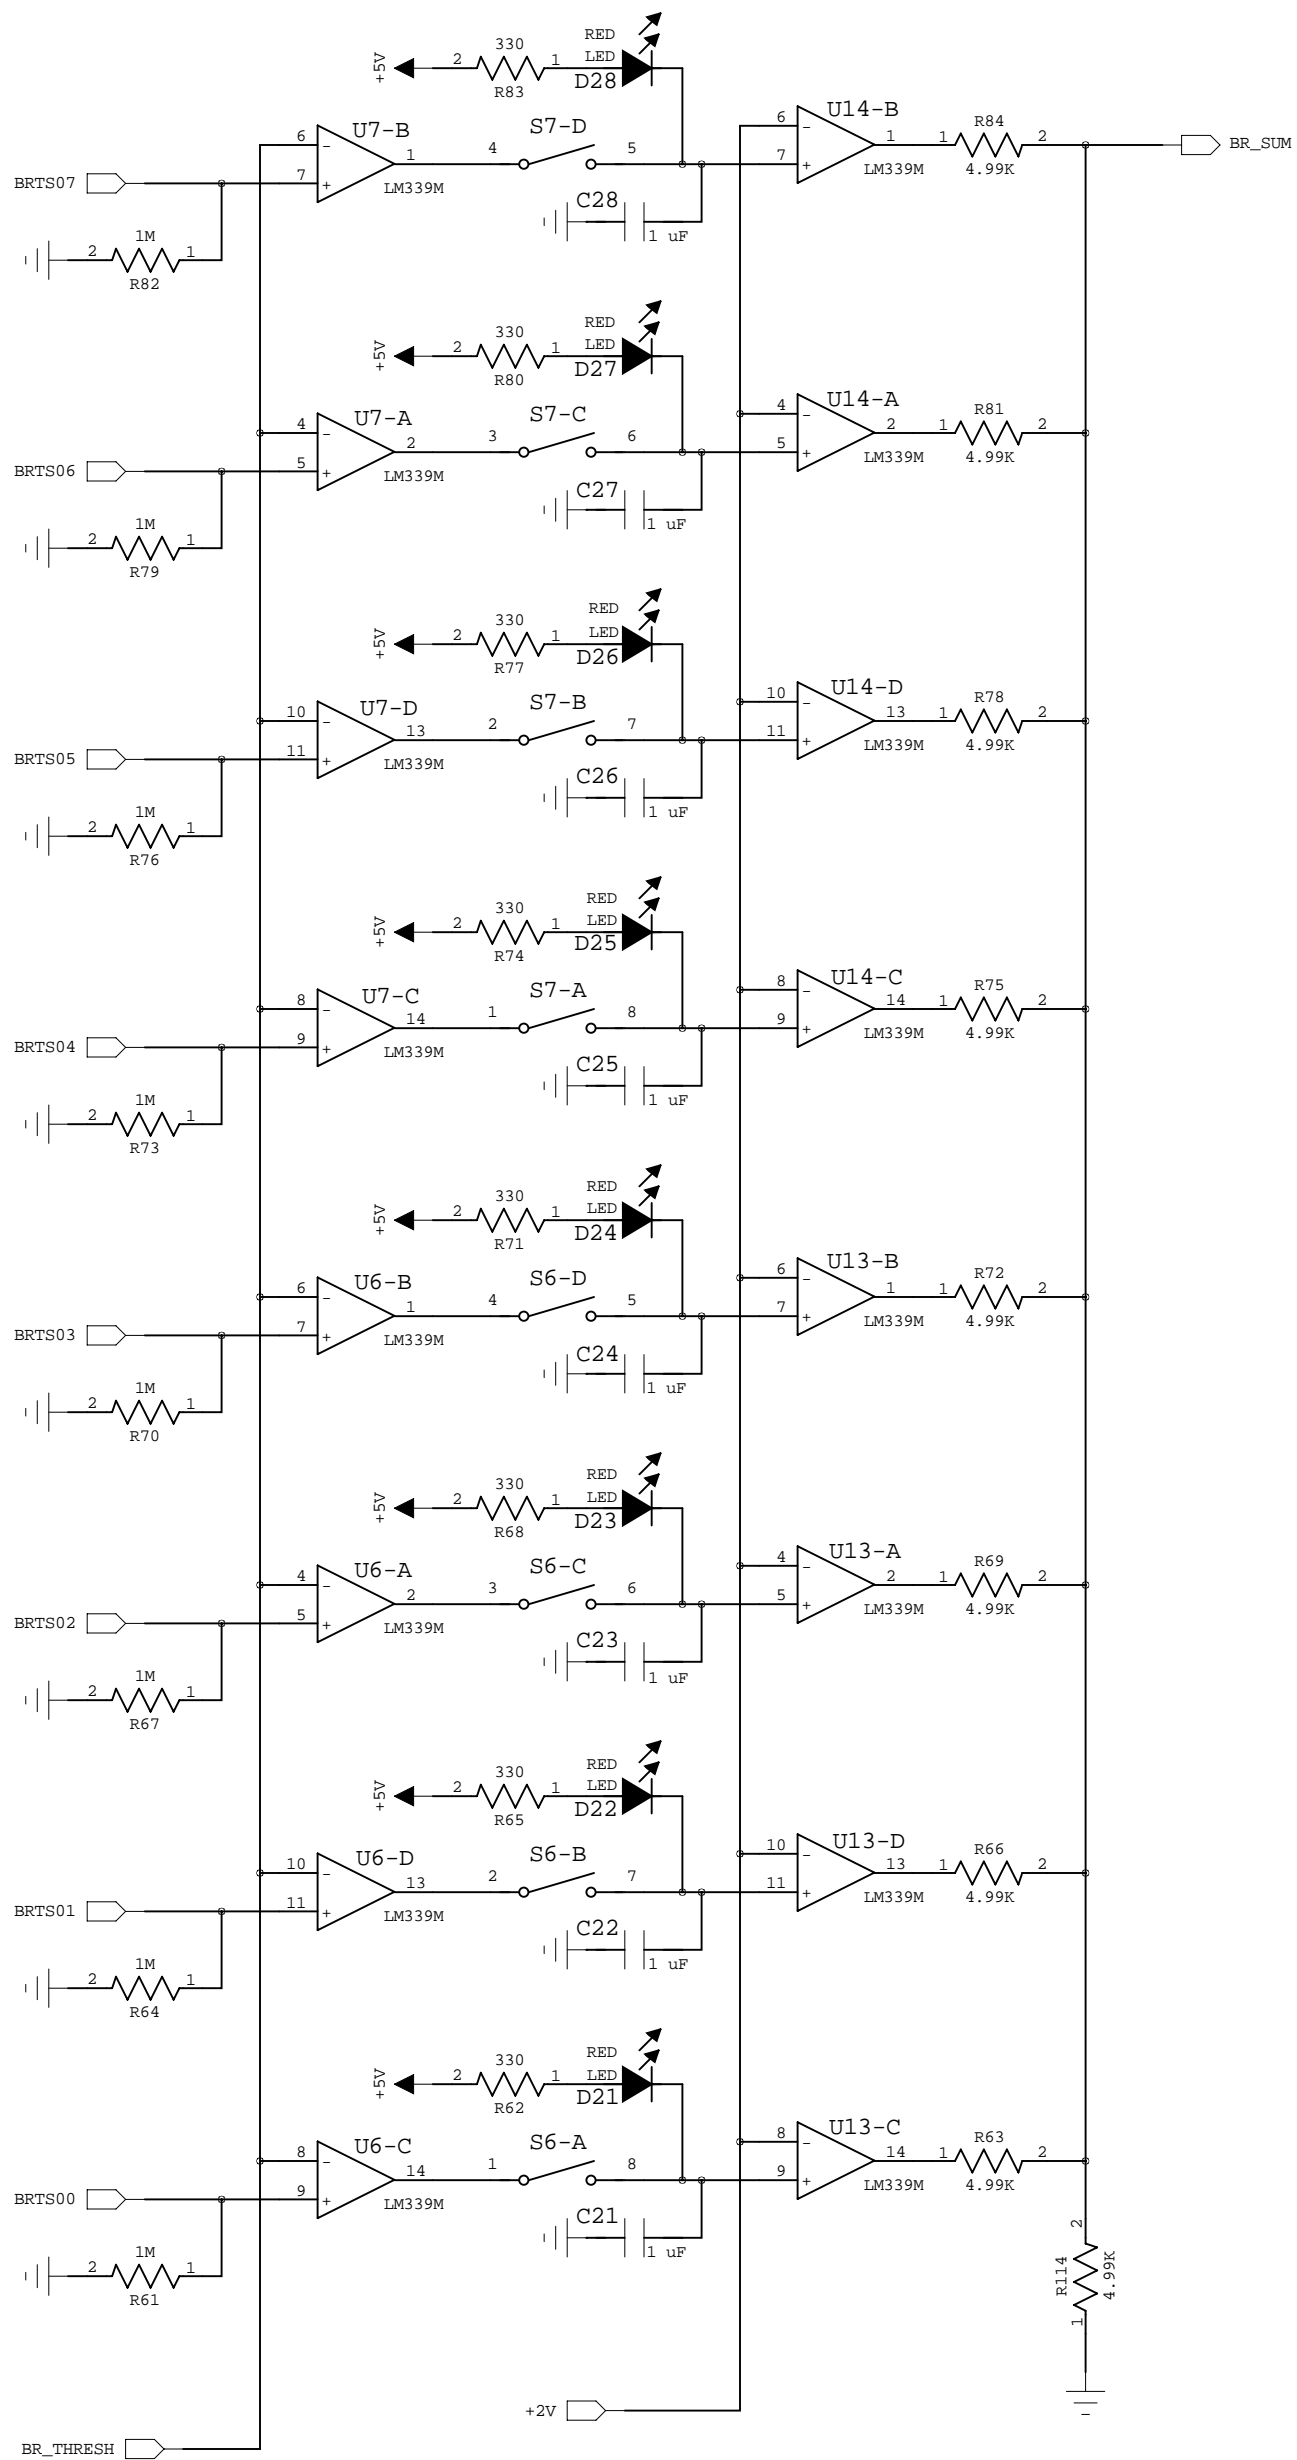 RED
330
+5V 2 1 LED
R83 D28
U7-B S7-D U14-B R84
6 - 1 4 5 6 - 1 1 2 BR_SUM
BRTS07 7 + LM339M 7 + LM339M 4.99K
C28
1 uF
1M
2 1
R82
RED
330
+5V 2 1 LED
R80 D27
U7-A S7-C U14-A R81
4 - 2 3 6 4 - 2 1 2
BRTS06 5 + LM339M 5 + LM339M 4.99K
C27
1 uF
1M
2 1
R79
RED
330
+5V 2 1 LED
R77 D26
U7-D S7-B U14-D R78
10 - 13 2 7 10 - 13 1 2
BRTS05 11 + LM339M 11 + LM339M 4.99K
C26
1 uF
1M
2 1
R76
RED
330
+5V 2 1 LED
R74 D25
U7-C S7-A U14-C R75
8 - 14 1 8 8 - 14 1 2
BRTS04 9 + LM339M 9 + LM339M 4.99K
C25
1 uF
1M
2 1
R73
RED
330
+5V 2 1 LED
R71 D24
U6-B S6-D U13-B R72
6 - 1 4 5 6 - 1 1 2
BRTS03 7 + LM339M 7 + LM339M 4.99K
C24
1 uF
1M
2 1
R70
RED
330
+5V 2 1 LED
R68 D23
U6-A S6-C U13-A R69
4 - 2 3 6 4 - 2 1 2
BRTS02 5 + LM339M 5 + LM339M 4.99K
C23
1 uF
1M
2 1
R67
RED
330
+5V 2 1 LED
R65 D22
U6-D S6-B U13-D R66
10 - 13 2 7 10 - 13 1 2
BRTS01 11 + LM339M 11 + LM339M 4.99K
C22
1 uF
1M
2 1
R64
RED
330
+5V 2 1 LED
R62 D21
U6-C S6-A U13-C R63
8 - 14 1 8 8 - 14 1 2
BRTS00 9 + LM339M 9 + LM339M 4.99K
C21
1 uF
1M
2 1
R61
2
R114 4.99K
1
+2V
BR_THRESH